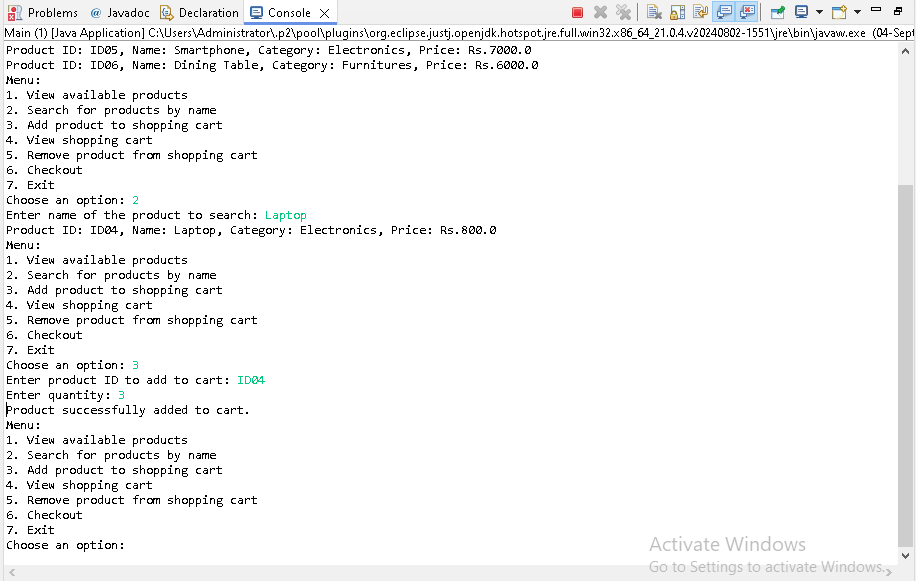 Problems @ Javadoc Declaration Console
Main (1) [Java Application] C:\Users\Administrator\.p2\pool\plugins\org.eclipse.justj.openjdk.hotspot.jre.full.win32.x86_64_21.0.4.v20240802-1551\jre\bin\javaw.exe (04-Sept
Product ID: ID05, Name: Smartphone, Category: Electronics, Price: Rs.7000.0
Product ID: ID06, Name: Dining Table, Category: Furnitures, Price: Rs.6000.0
Menu:
1. View available products
2. Search for products by name
3. Add product to shopping cart
4. View shopping cart
5. Remove product from shopping cart
6. Checkout
7. Exit
Choose an option: 2
Enter name of the product to search: Laptop
Product ID: ID04, Name: Laptop, Category: Electronics, Price: Rs.800.0
Menu:
1. View available products
2. Search for products by name
3. Add product to shopping cart
4. View shopping cart
5. Remove product from shopping cart
6. Checkout
7. Exit
Choose an option: 3
Enter product ID to add to cart: ID04
Enter quantity: 3
Product successfully added to cart.
Menu:
1. View available products
2. Search for products by name
3. Add product to shopping cart
4. View shopping cart
5. Remove product from shopping cart
6. Checkout
7. Exit
Choose an option:
Activate Windows
Go to Settings to activate Windows.